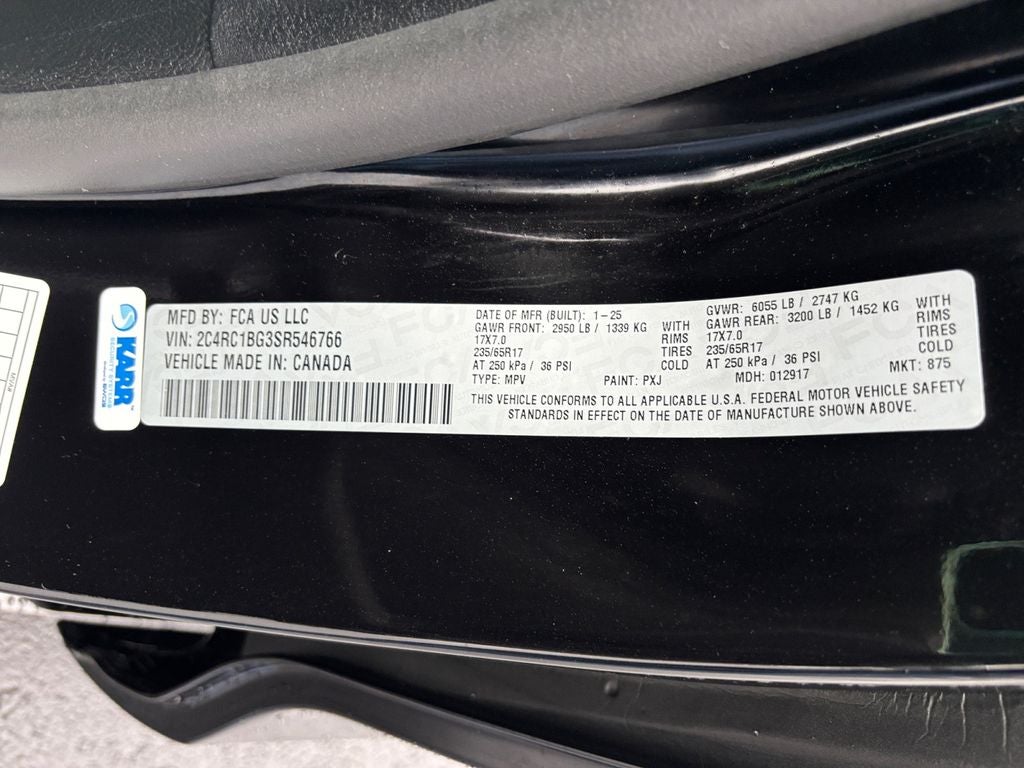 KARR
SECURITY SYSTEMS
MFD BY: FCA US LLC
VIN: 2C4RC1BG3SR546766
VEHICLE MADE IN: CANADA
DATE OF MFR (BUILT): 1-25
GAWR FRONT: 2950 LB / 1339 KG WITH
17X7.0 RIMS
235/65R17 TIRES
AT 250 kPa / 36 PSI COLD
TYPE: MPV PAINT: PXJ
GVWR: 6055 LB / 2747 KG
GAWR REAR: 3200 LB / 1452 KG WITH
17X7.0 RIMS
235/65R17 TIRES
AT 250 kPa / 36 PSI COLD
MDH: 012917 MKT: 875
THIS VEHICLE CONFORMS TO ALL APPLICABLE U.S.A. FEDERAL MOTOR VEHICLE SAFETY
STANDARDS IN EFFECT ON THE DATE OF MANUFACTURE SHOWN ABOVE.